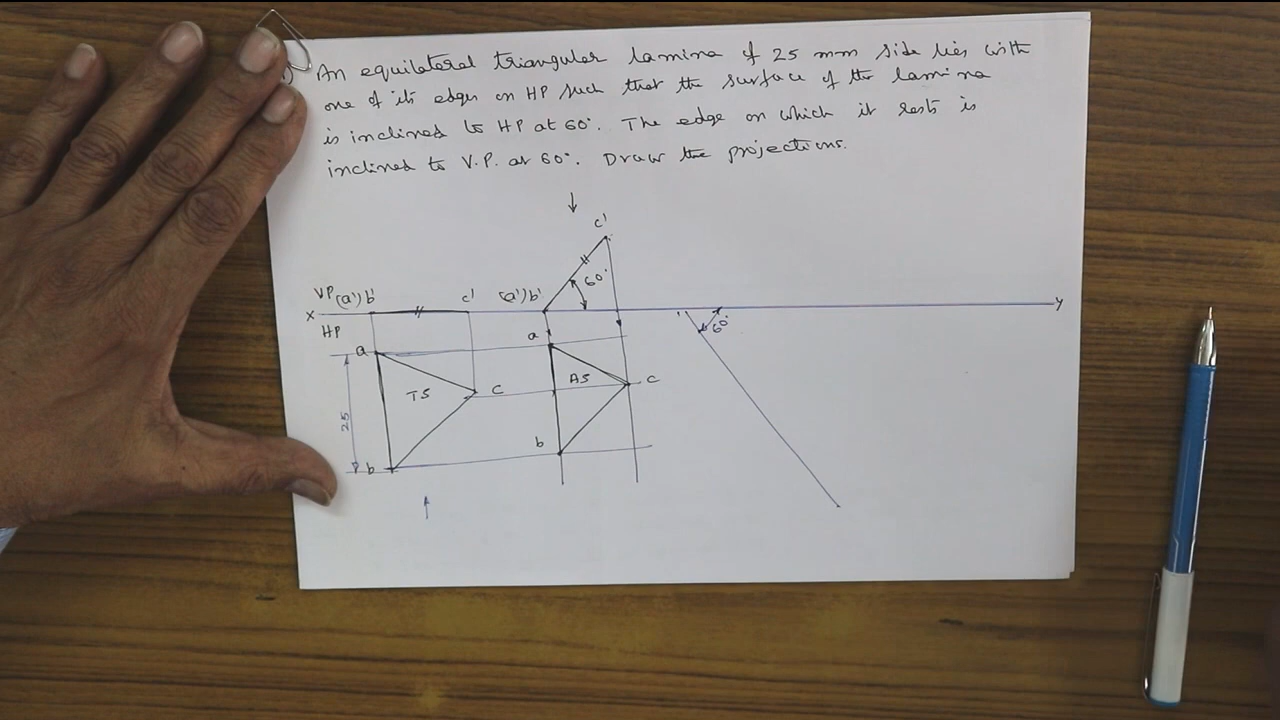 An equilateral triangular lamina of 25 mm side lies with
one of its edges on HP such that the surface of the lamina
is inclined to HP at 60°. The edge on which it rests is
inclined to V.P. at 60°. Draw the projections.
c'
60°
VP (a') b' c' (a') b'
X Y
HP
60°
a a
TS c AS c
25
b b